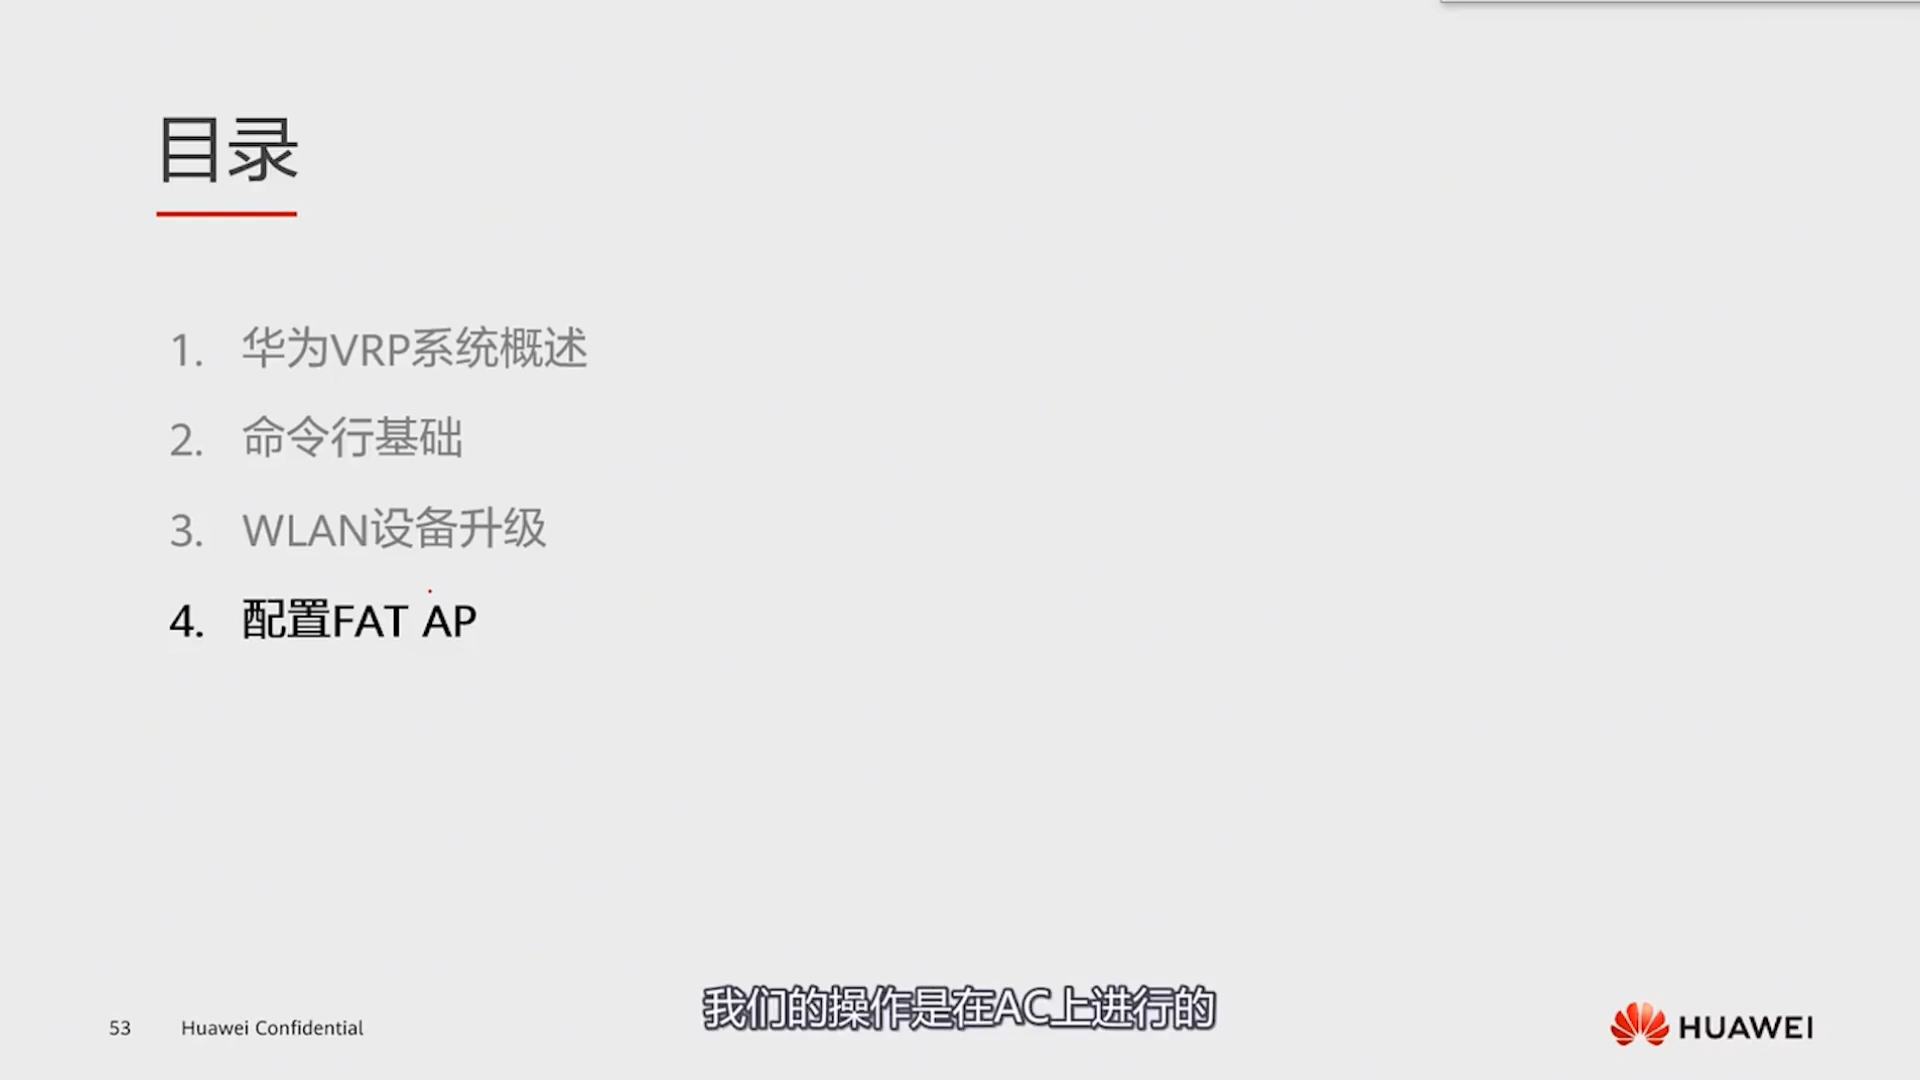 目录
1. 华为VRP系统概述
2. 命令行基础
3. WLAN设备升级
4. 配置FAT AP
我们的操作是在AC上进行的
53 Huawei Confidential
HUAWEI